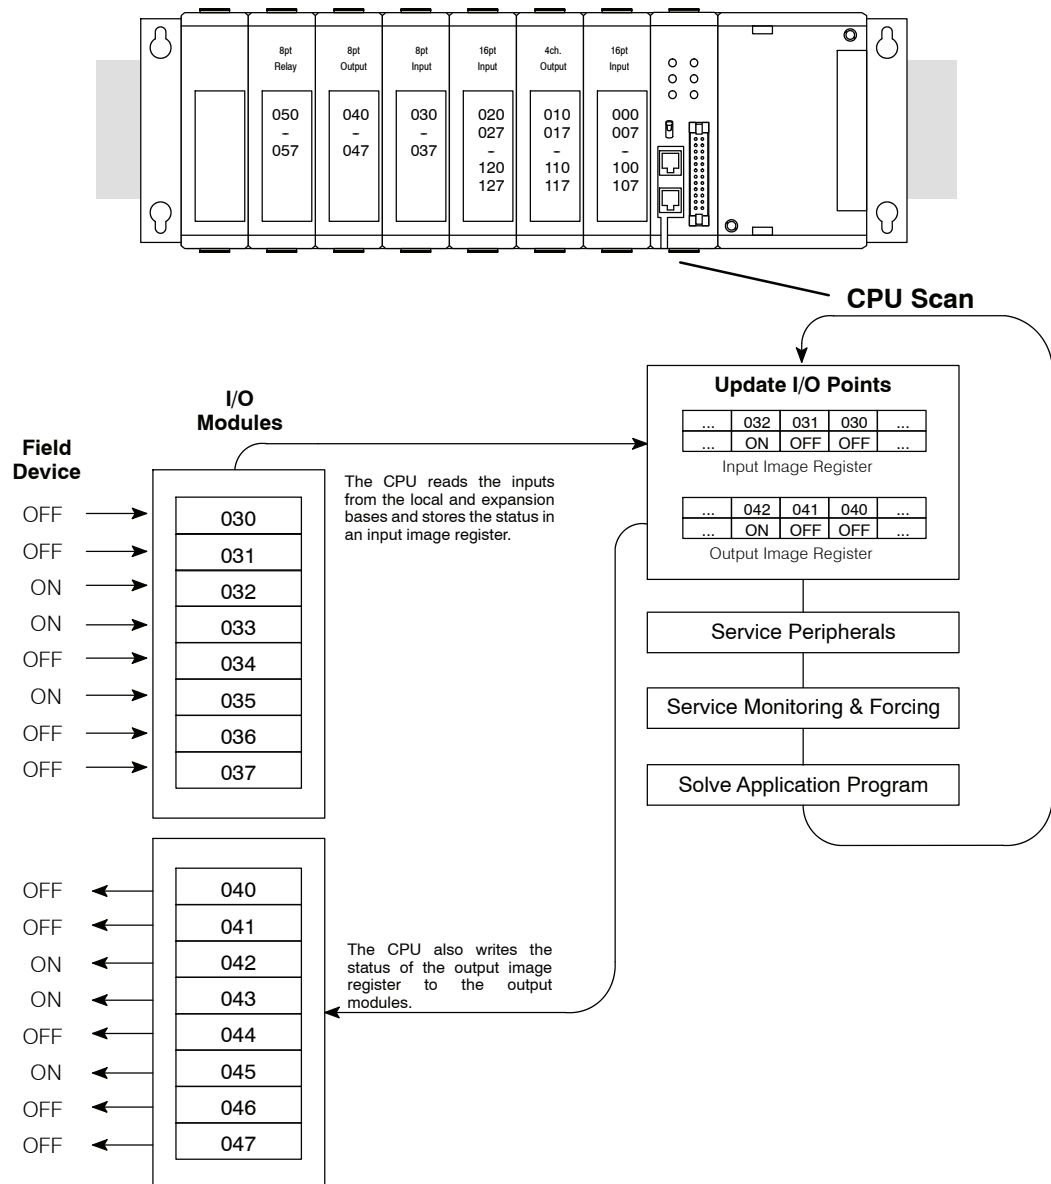 8pt 8pt 8pt 16pt 4ch. 16pt
Relay Output Input Input Output Input
050 040 030 020 010 000
- - - 027 017 007
057 047 037 - - -
120 110 100
127 117 107
CPU Scan
Update I/O Points
... 032 031 030 ...
... ON OFF OFF ...
Input Image Register
... 042 041 040 ...
... ON OFF OFF ...
Output Image Register
Service Peripherals
Service Monitoring & Forcing
Solve Application Program
I/O
Modules
Field
Device
The CPU reads the inputs
from the local and expansion
bases and stores the status in
an input image register.
OFF 030
OFF 031
ON 032
ON 033
OFF 034
ON 035
OFF 036
OFF 037
OFF 040
OFF 041
ON 042
ON 043
OFF 044
ON 045
OFF 046
OFF 047
The CPU also writes the
status of the output image
register to the output
modules.